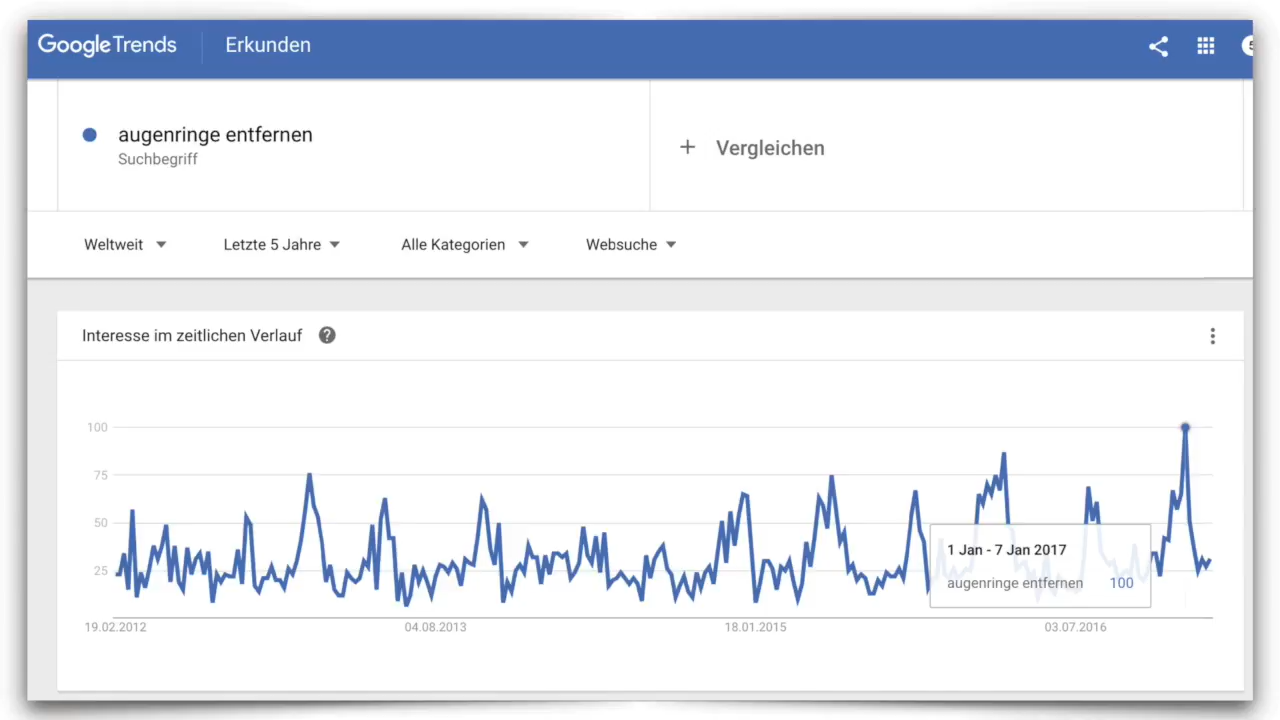 Google Trends Erkunden
augenringe entfernen
Suchbegriff
+ Vergleichen
Weltweit Letzte 5 Jahre Alle Kategorien Websuche
Interesse im zeitlichen Verlauf ?
100
75
50
25
1 Jan - 7 Jan 2017
augenringe entfernen 100
19.02.2012 04.08.2013 18.01.2015 03.07.2016